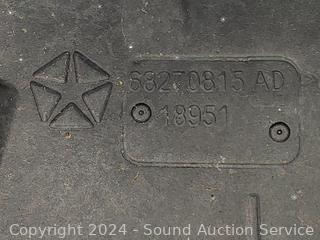 68270815 AD
18951
Copyright 2024 - Sound Auction Service